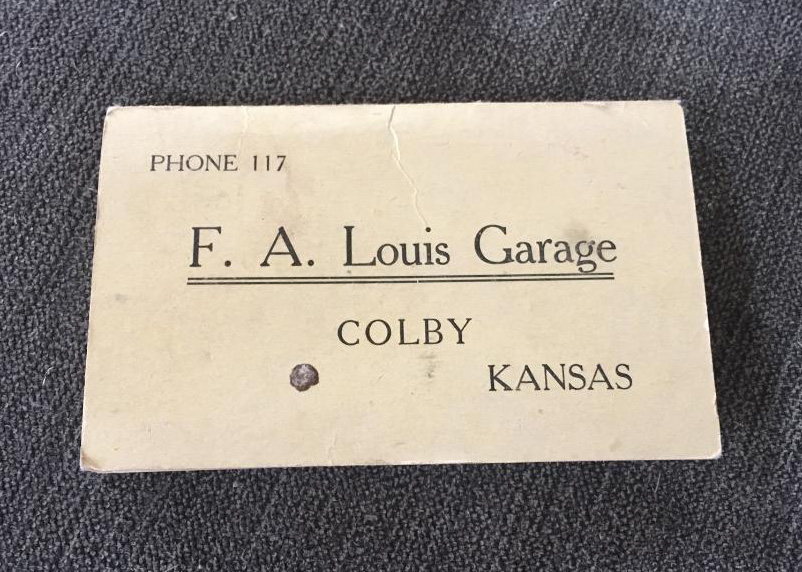 PHONE 117
F. A. Louis Garage
COLBY
KANSAS